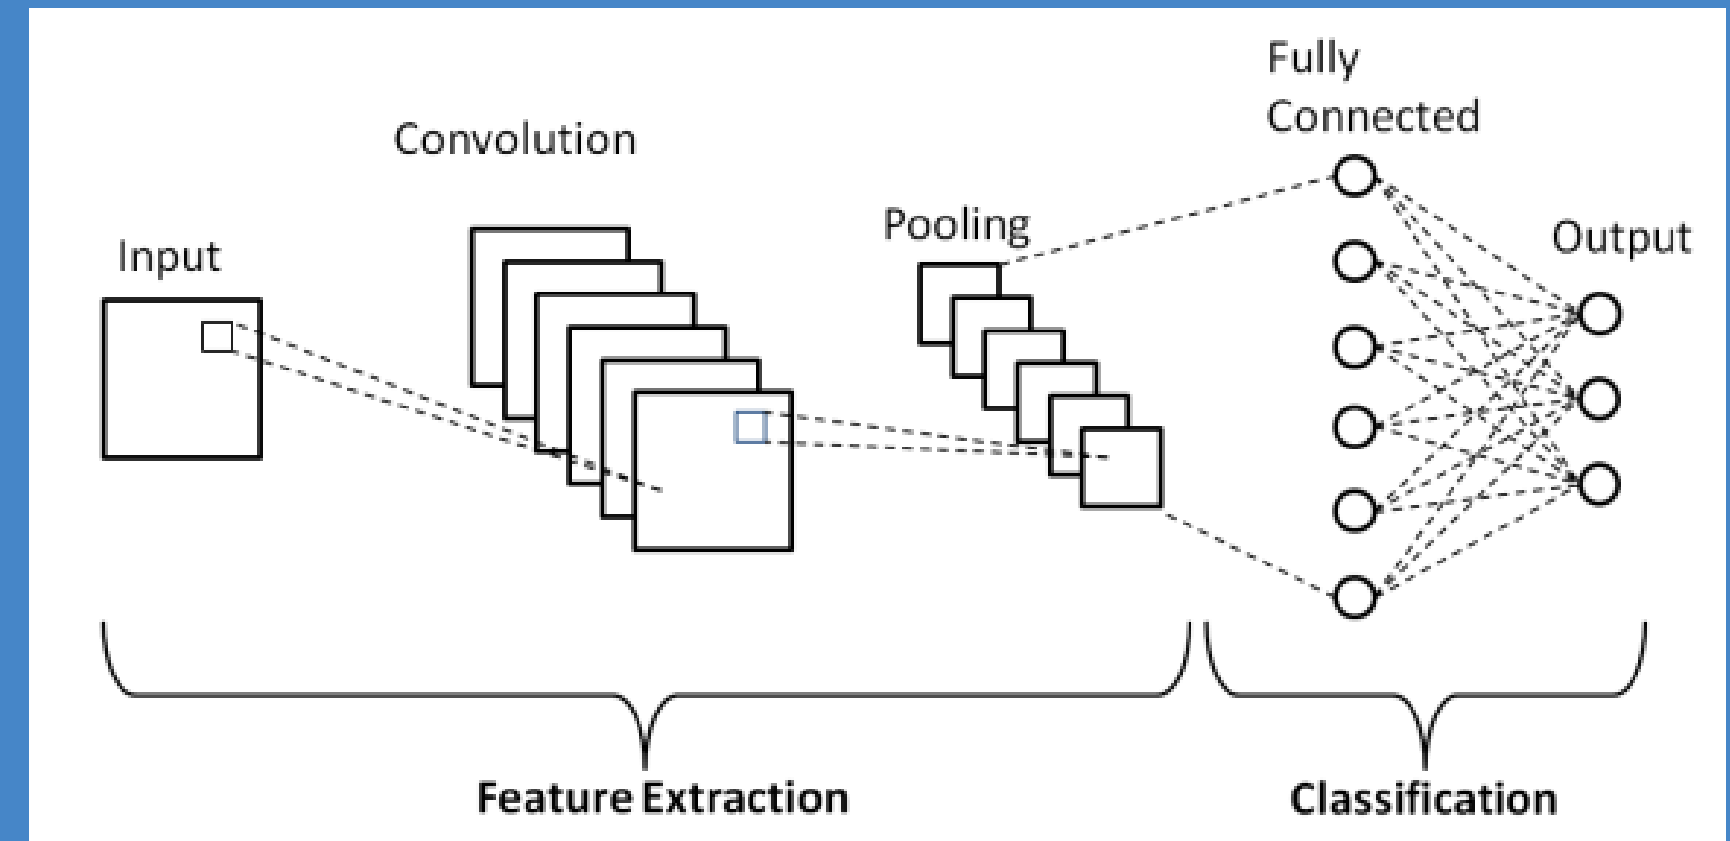 Input
Convolution
Pooling
Fully
Connected
Output
Feature Extraction
Classification